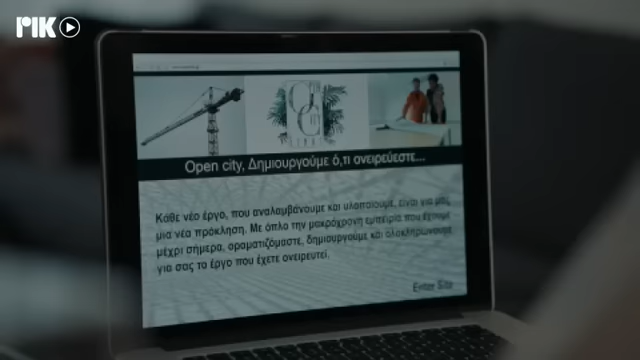 ΡΙΚ
Open city, Δημιουργούμε ό,τι ονειρεύεστε...
Κάθε νέο έργο, που αναλαμβάνουμε και υλοποιούμε, είναι για μας
μια νέα πρόκληση. Με όπλο την μακρόχρονη εμπειρία που έχουμε
μέχρι σήμερα, οραματιζόμαστε, δημιουργούμε και ολοκληρώνουμε
για σας το έργο που έχετε ονειρευτεί.
Enter Site